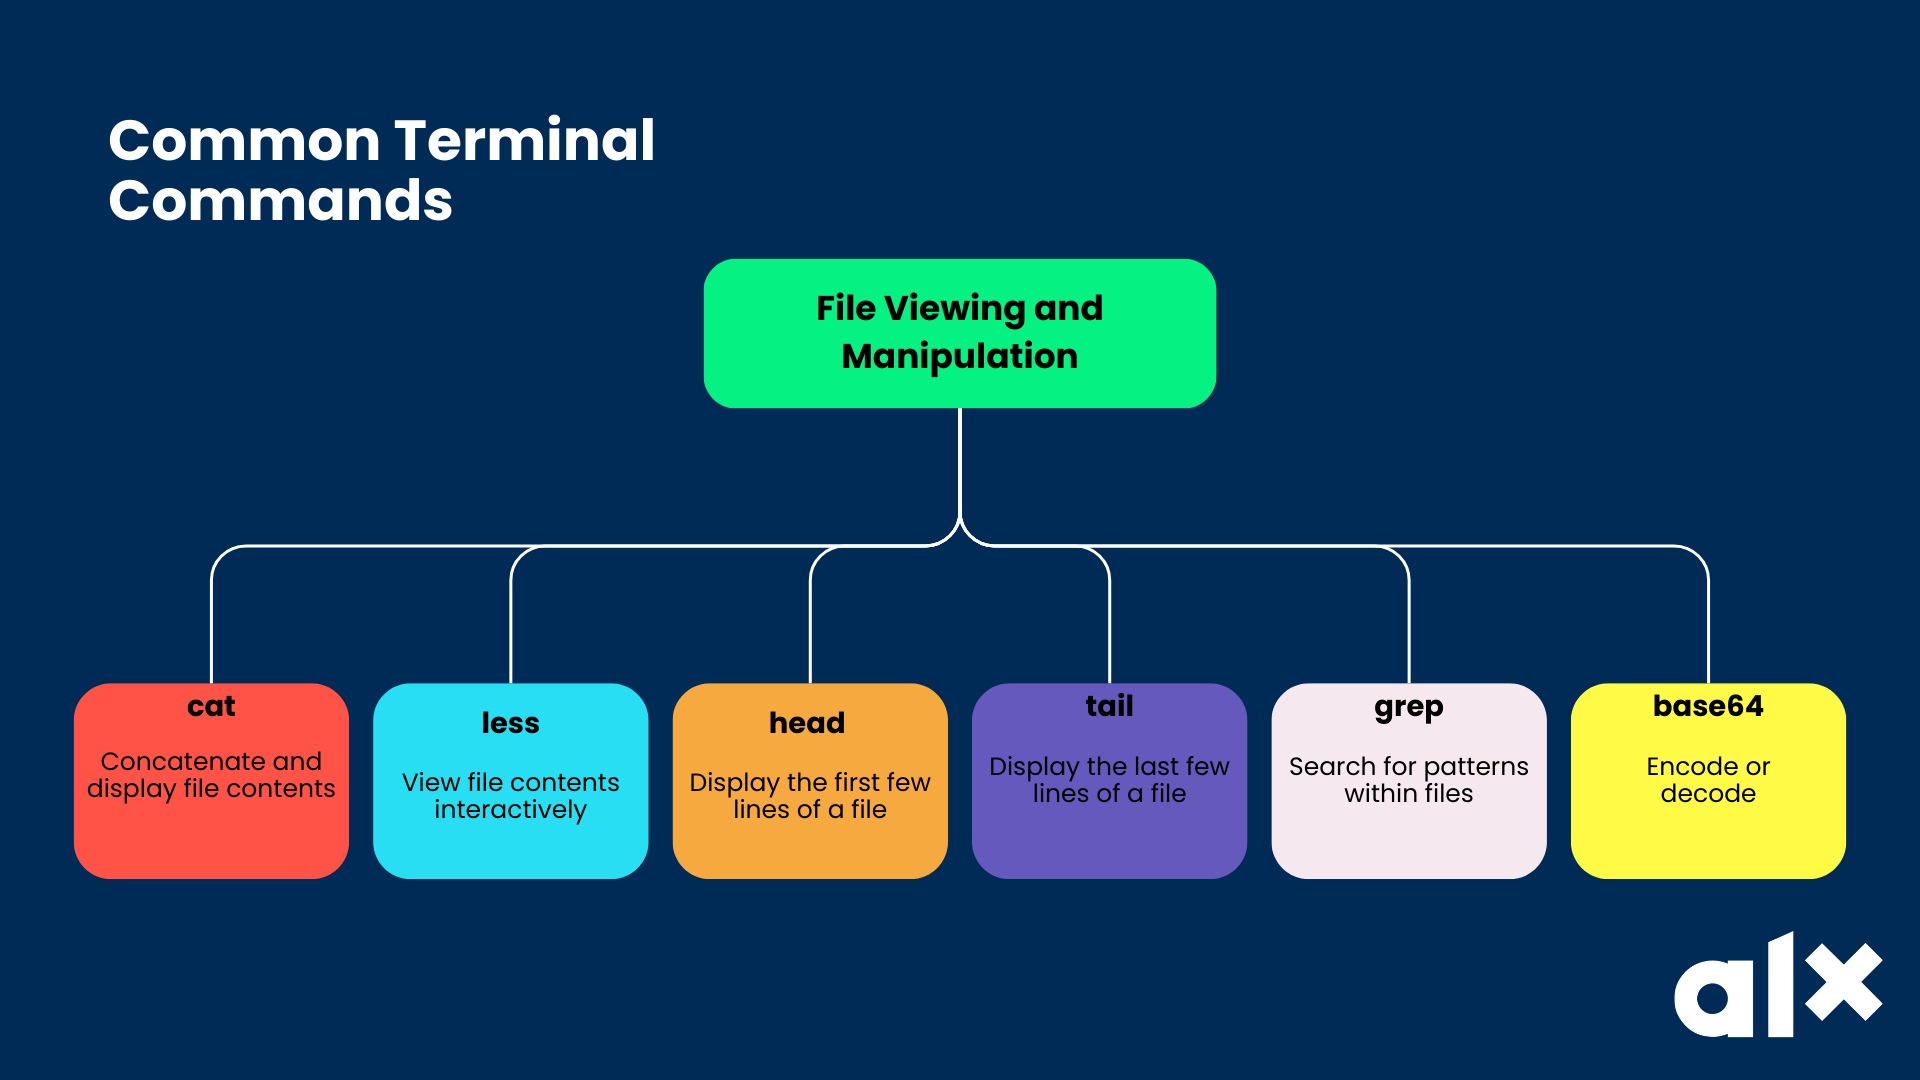 Common Terminal
Commands
File Viewing and
Manipulation
cat
Concatenate and
display file contents
less
View file contents
interactively
head
Display the first few
lines of a file
tail
Display the last few
lines of a file
grep
Search for patterns
within files
base64
Encode or
decode
alx